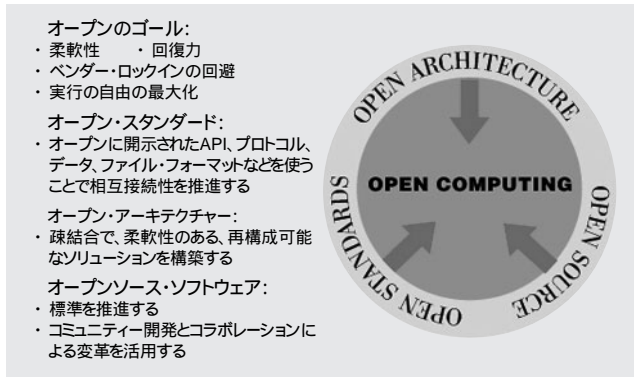 オープンのゴール:
・ 柔軟性　・ 回復力
・ ベンダー・ロックインの回避
・ 実行の自由の最大化
オープン・スタンダード:
・ オープンに開示されたAPI、プロトコル、
データ、ファイル・フォーマットなどを使う
ことで相互接続性を推進する
オープン・アーキテクチャー:
・ 疎結合で、柔軟性のある、再構成可能
なソリューションを構築する
オープンソース・ソフトウェア:
・ 標準を推進する
・ コミュニティー開発とコラボレーションに
よる変革を活用する
OPEN ARCHITECTURE
OPEN COMPUTING
OPEN STANDARDS
OPEN SOURCE